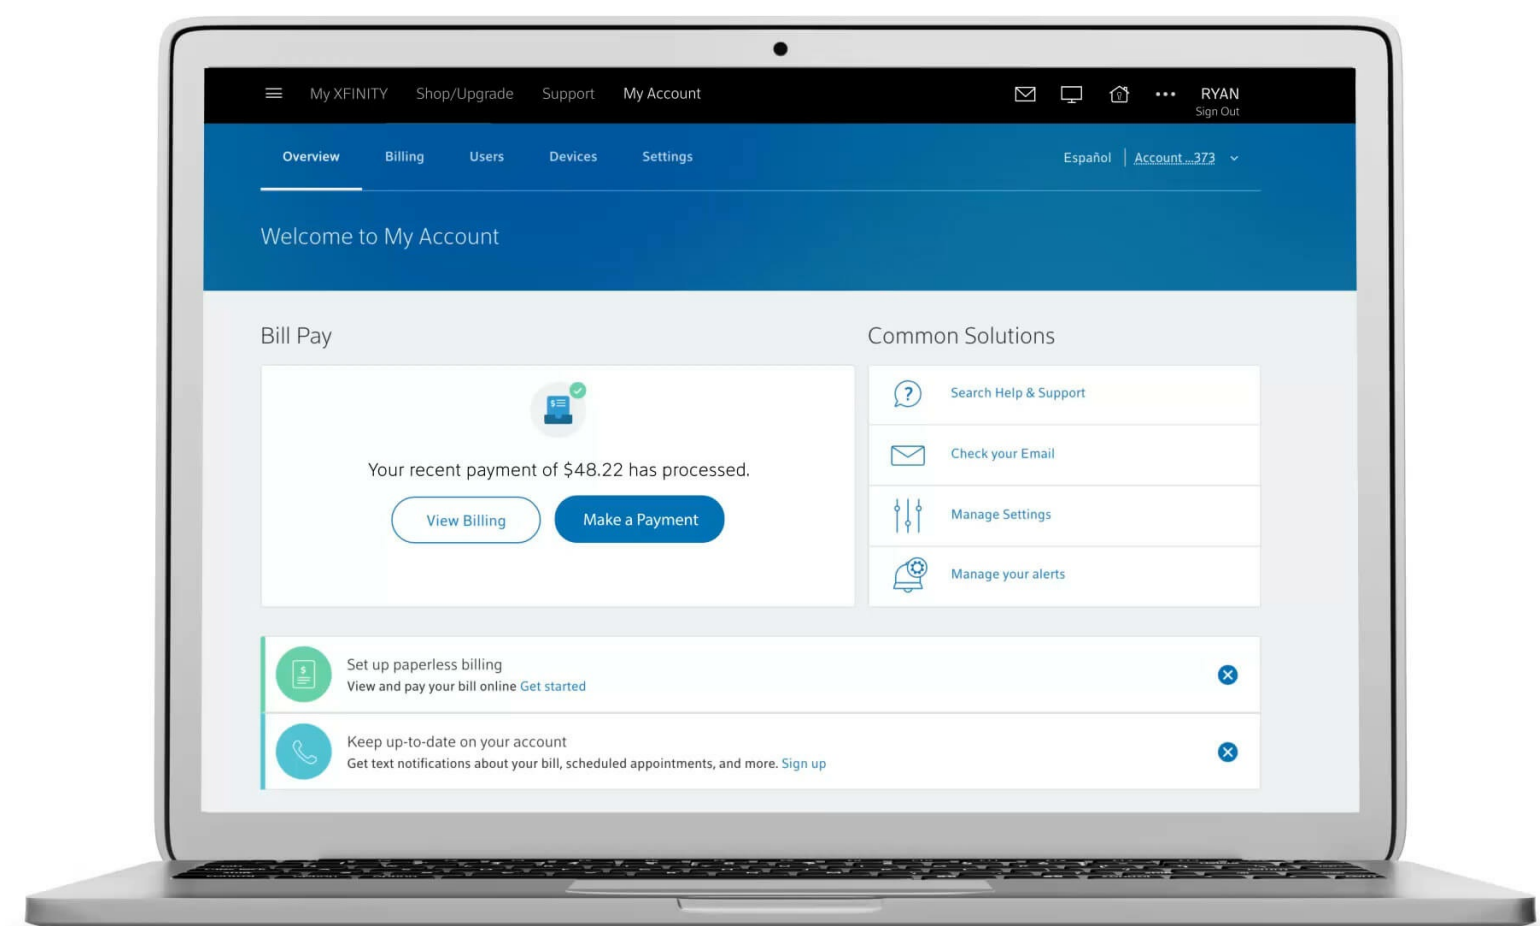 My XFINITY Shop/Upgrade Support My Account
RYAN
Sign Out
Overview Billing Users Devices Settings
Español Account ...373
Welcome to My Account
Bill Pay
Your recent payment of $48.22 has processed.
View Billing Make a Payment
Common Solutions
Search Help & Support
Check your Email
Manage Settings
Manage your alerts
Set up paperless billing
View and pay your bill online Get started
Keep up-to-date on your account
Get text notifications about your bill, scheduled appointments, and more. Sign up